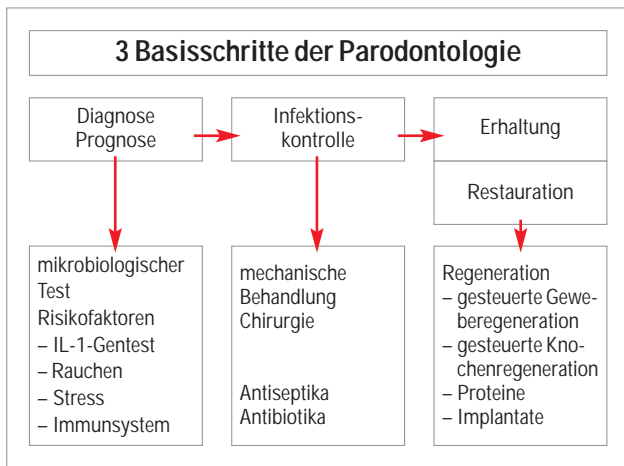 3 Basisschritte der Parodontologie
Diagnose
Prognose
Infektions-
kontrolle
Erhaltung
Restauration
mikrobiologischer
Test
Risikofaktoren
– IL-1-Gentest
– Rauchen
– Stress
– Immunsystem
mechanische
Behandlung
Chirurgie
Antiseptika
Antibiotika
Regeneration
– gesteuerte Gewe-
beregeneration
– gesteuerte Kno-
chenregeneration
– Proteine
– Implantate